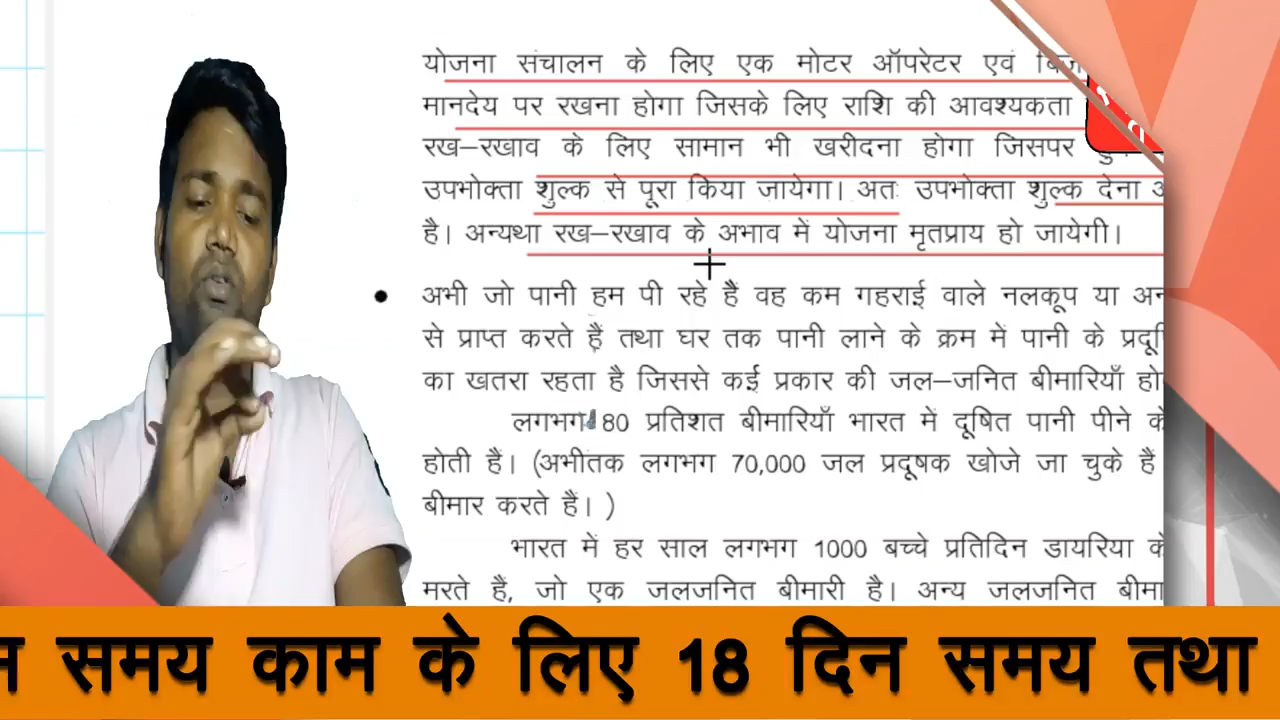 योजना संचालन के लिए एक मोटर ऑपरेटर एवं
मानदेय पर रखना होगा जिसके लिए राशि की आवश्यकता
रख–रखाव के लिए सामान भी खरीदना होगा जिसपर
उपभोक्ता शुल्क से पूरा किया जायेगा। अतः उपभोक्ता शुल्क देना
है। अन्यथा रख–रखाव के अभाव में योजना मृतप्राय हो जायेगी।
• अभी जो पानी हम पी रहे हैं वह कम गहराई वाले नलकूप या
से प्राप्त करते हैं तथा घर तक पानी लाने के क्रम में पानी के
का खतरा रहता है जिससे कई प्रकार की जल–जनित बीमारियाँ
लगभग 80 प्रतिशत बीमारियाँ भारत में दूषित पानी पीने
होती हैं। (अभीतक लगभग 70,000 जल प्रदूषक खोजे जा चुके हैं
बीमार करते हैं। )
भारत में हर साल लगभग 1000 बच्चे प्रतिदिन डायरिया
मरते हैं, जो एक जलजनित बीमारी है। अन्य जलजनित
समय काम के लिए 18 दिन समय तथा